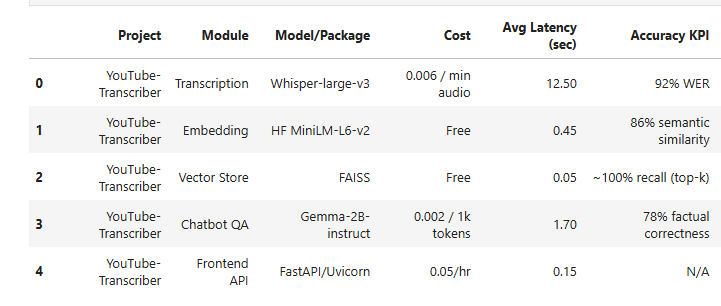 Project Module Model/Package Cost Avg Latency (sec) Accuracy KPI
0 YouTube-Transcriber Transcription Whisper-large-v3 0.006 / min audio 12.50 92% WER
1 YouTube-Transcriber Embedding HF MiniLM-L6-v2 Free 0.45 86% semantic similarity
2 YouTube-Transcriber Vector Store FAISS Free 0.05 ~100% recall (top-k)
3 YouTube-Transcriber Chatbot QA Gemma-2B-instruct 0.002 / 1k tokens 1.70 78% factual correctness
4 YouTube-Transcriber Frontend API FastAPI/Uvicorn 0.05/hr 0.15 N/A